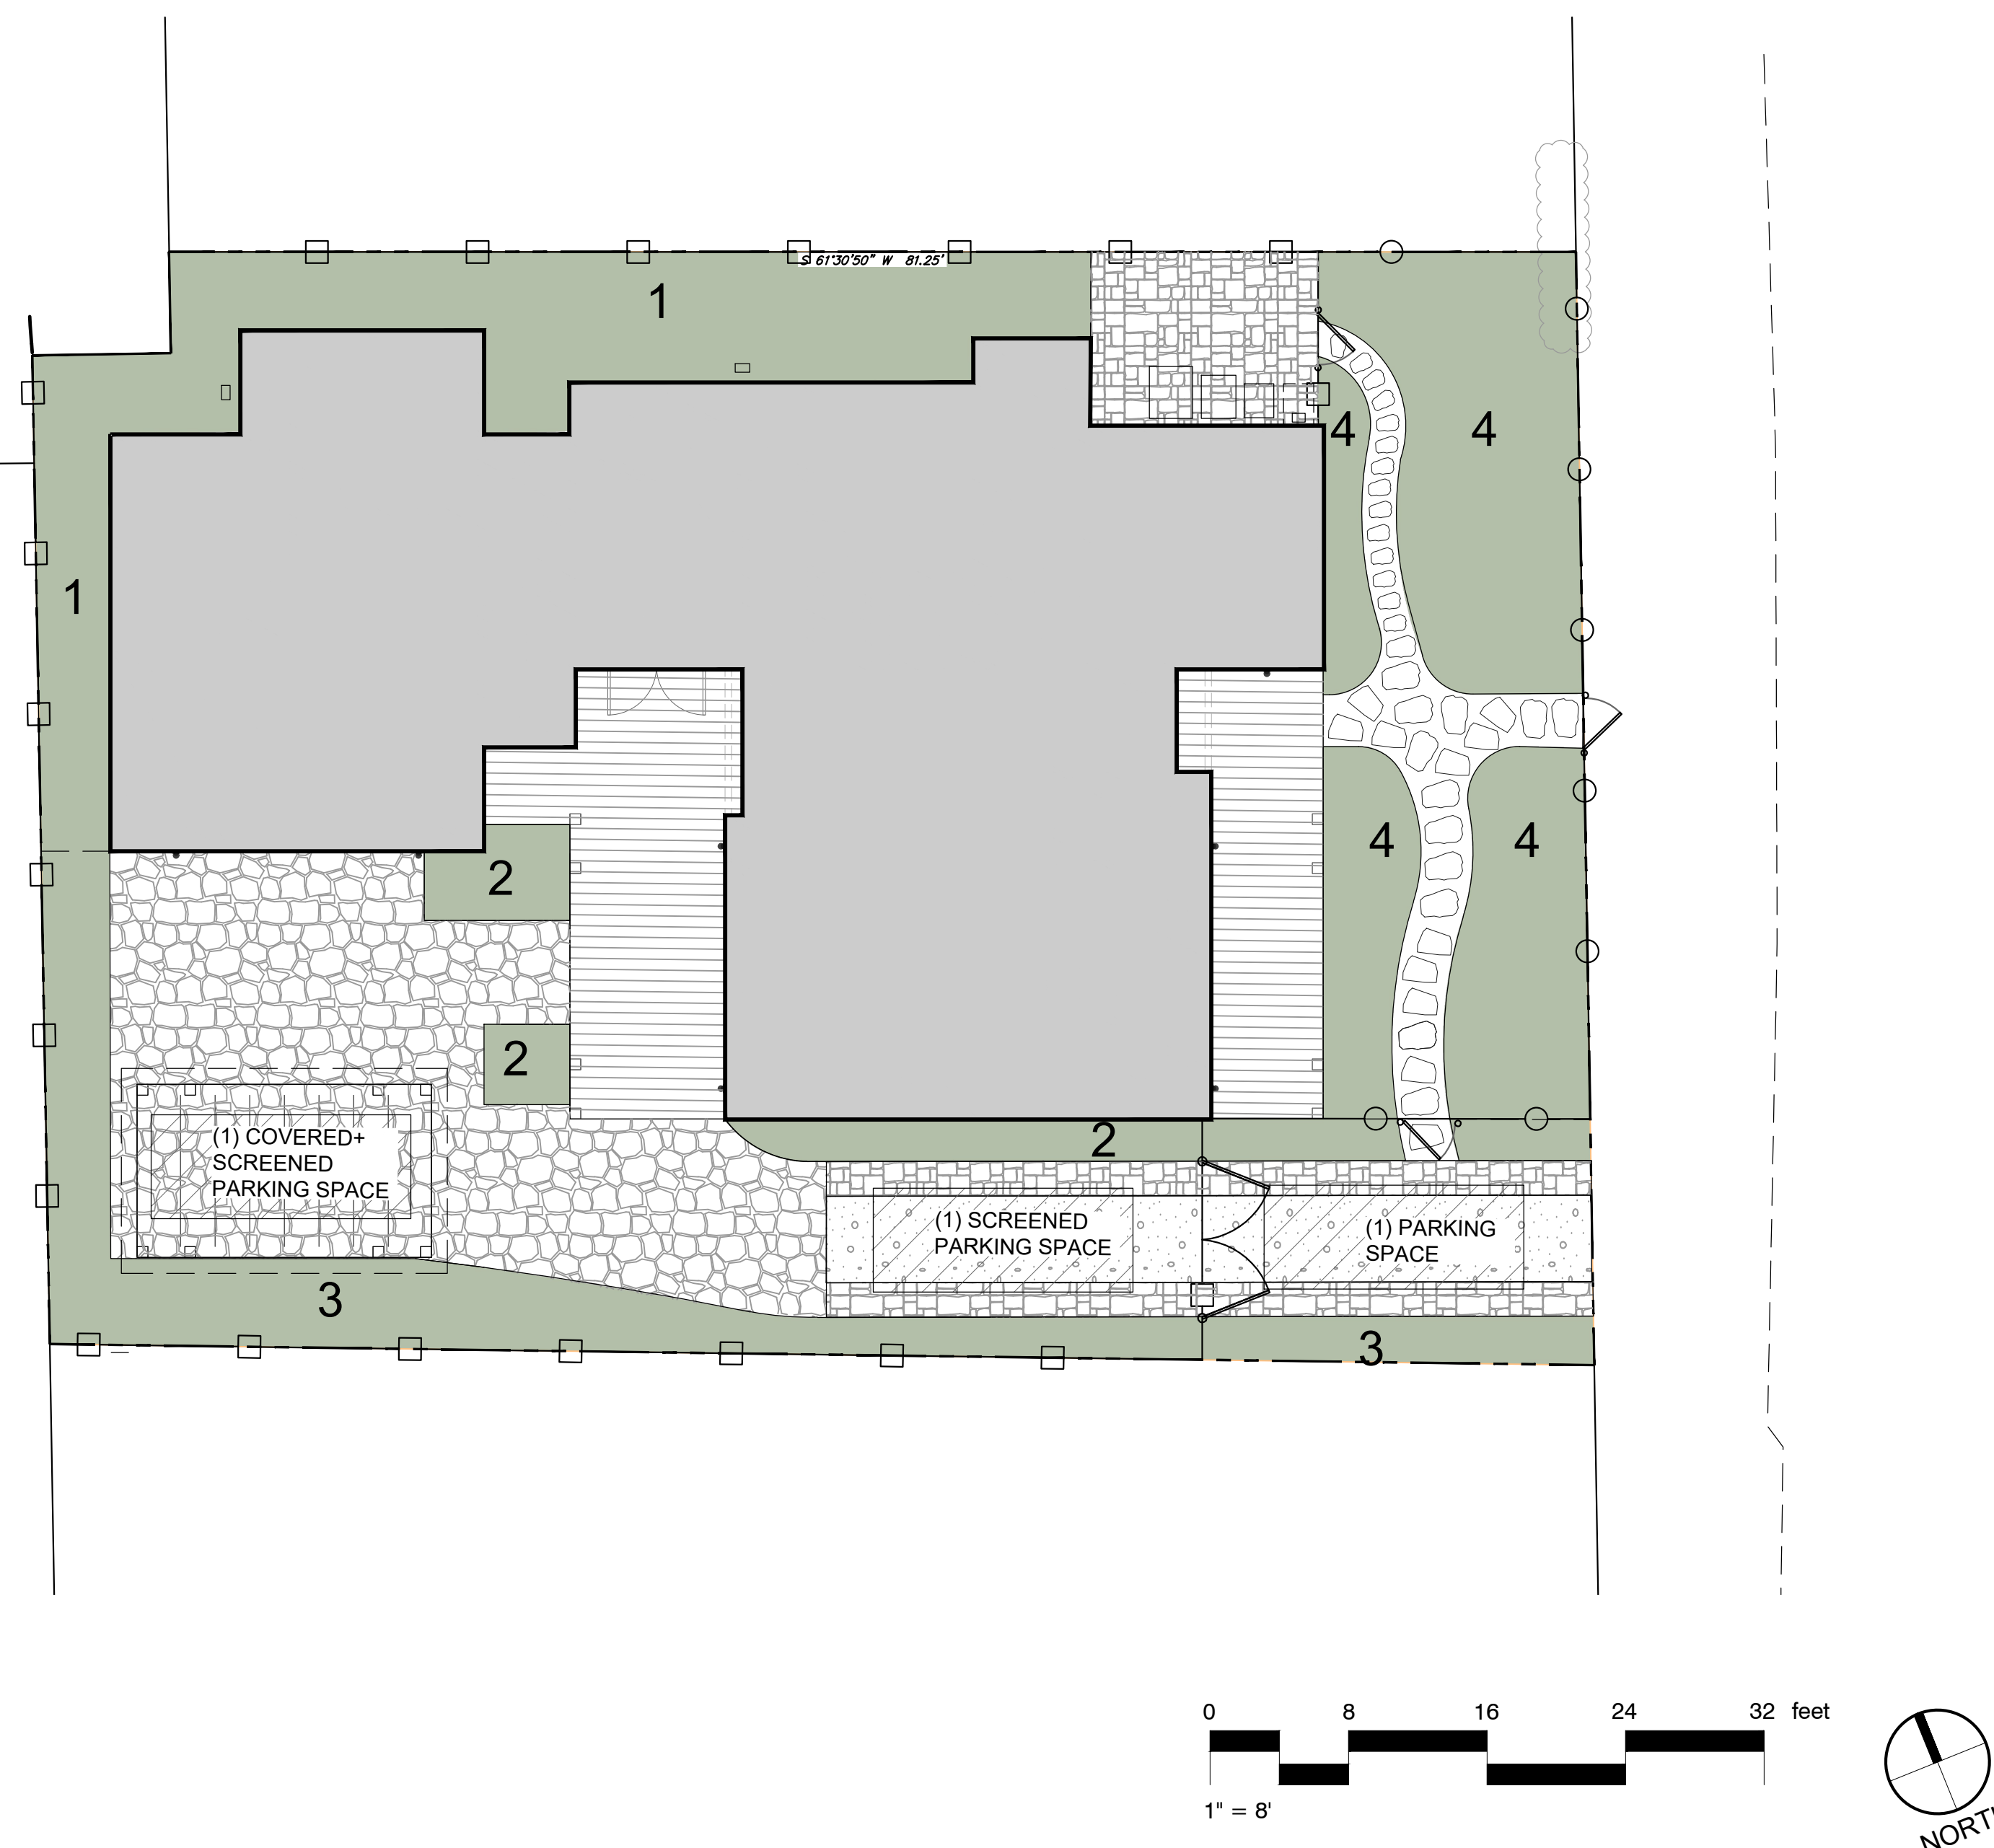 S 61°30'50" W 81.25'
1
4
4
1
4
4
2
2
2
(1) COVERED+
SCREENED
PARKING SPACE
(1) SCREENED
PARKING SPACE
(1) PARKING
SPACE
3
3
0 8 16 24 32 feet
1" = 8'